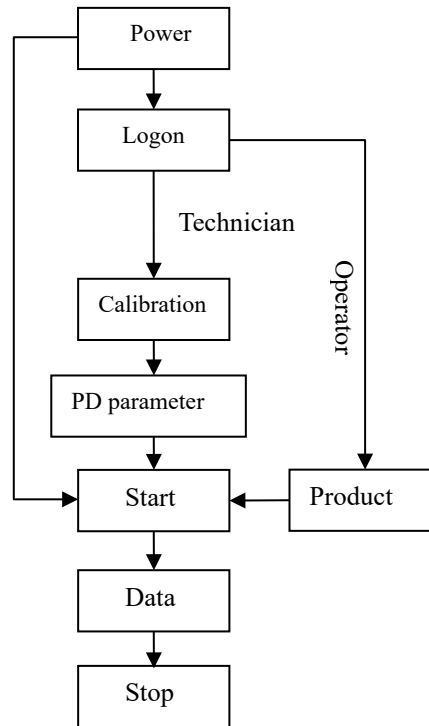 Power
Logon
Technician
Operator
Calibration
PD parameter
Start
Product
Data
Stop